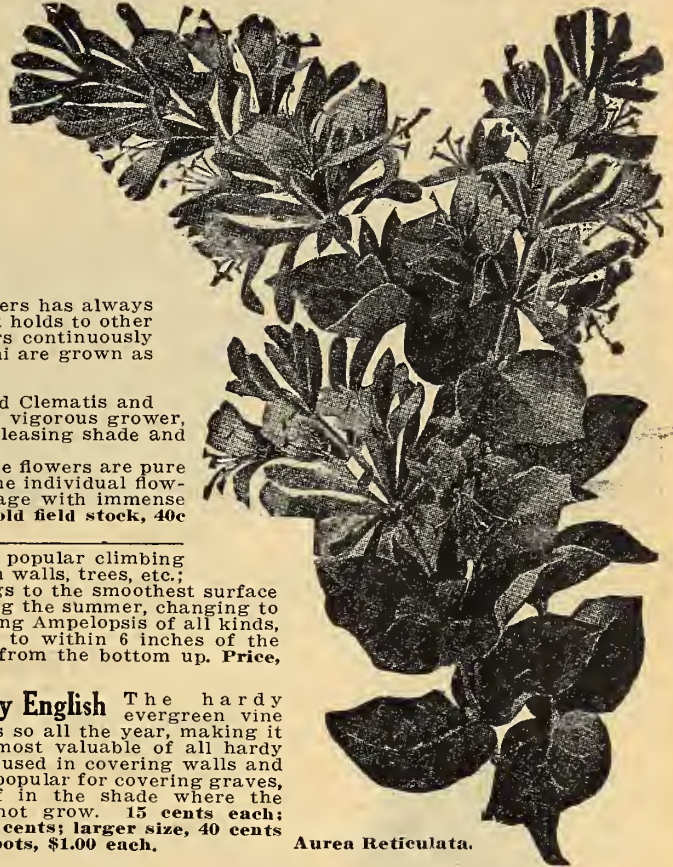 ers has always
holds to other
rs continuously
ni are grown as
d Clematis and
vigorous grower,
leasing shade and
e flowers are pure
he individual flow-
age with immense
old field stock, 40c
popular climbing
n walls, trees, etc.;
gs to the smoothest surface
g the summer, changing to
ng Ampelopsis of all kinds,
to within 6 inches of the
from the bottom up. Price,
y English The hardy
evergreen vine
s so all the year, making it
most valuable of all hardy
used in covering walls and
popular for covering graves,
f in the shade where the
not grow. 15 cents each;
cents; larger size, 40 cents
pots, $1.00 each.
Aurea Reticulata.